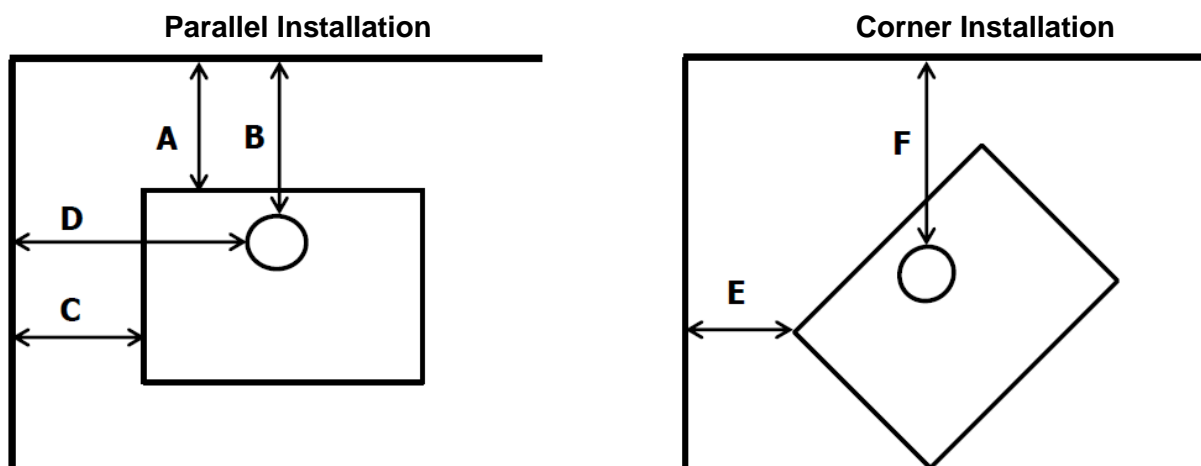 Parallel Installation
Corner Installation
A
B
D
C
F
E